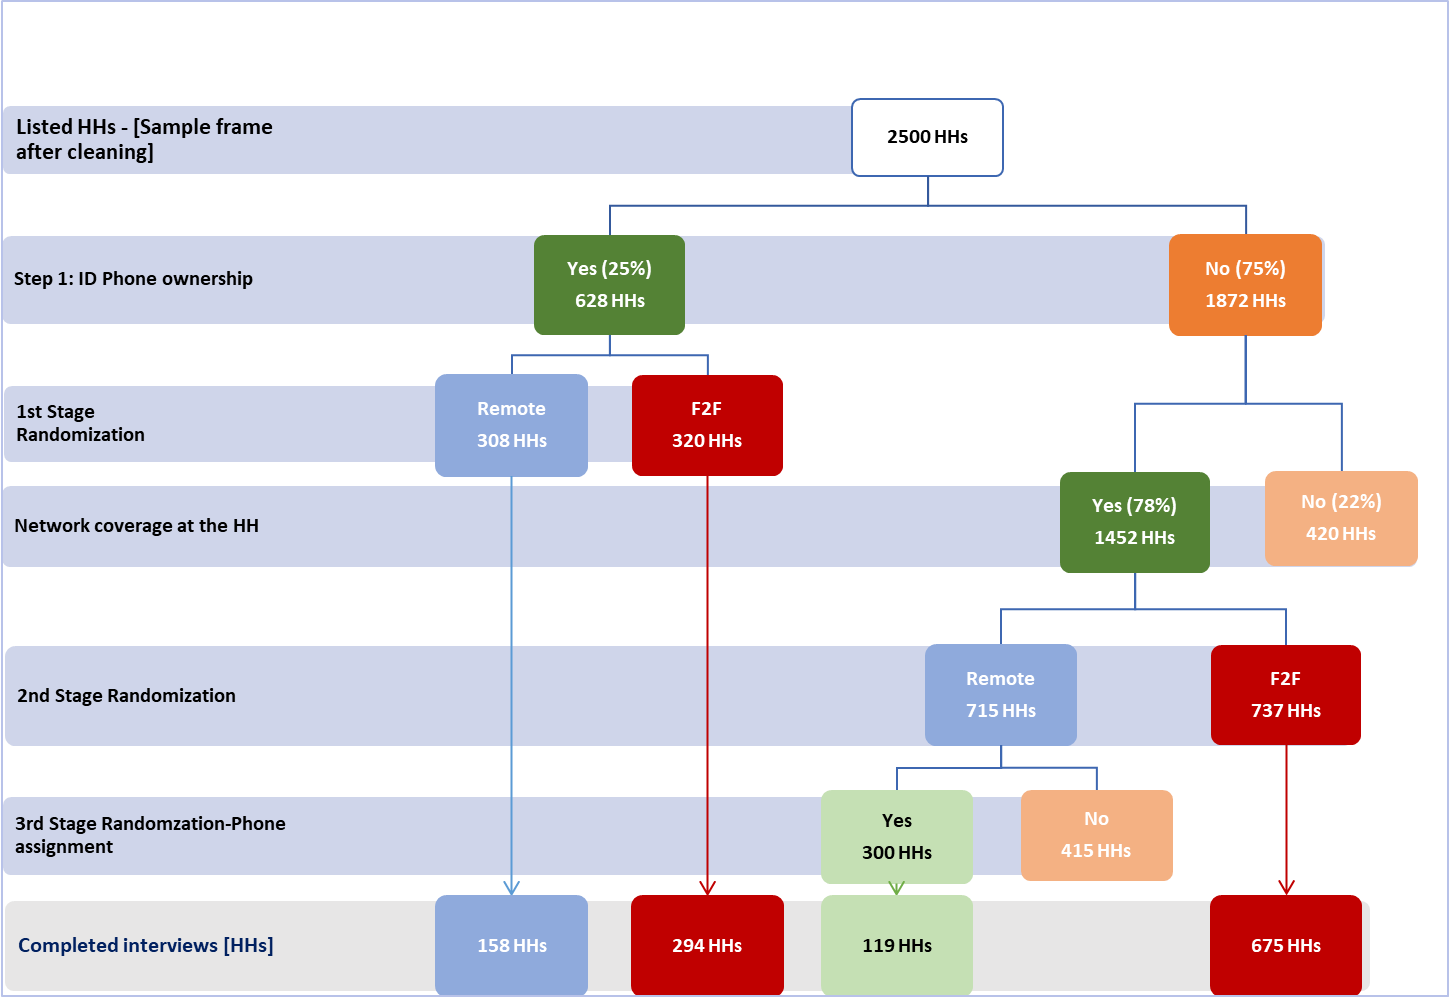 Listed HHs - [Sample frame
after cleaning]
2500 HHs
Step 1: ID Phone ownership
Yes (25%)
628 HHs
No (75%)
1872 HHs
1st Stage
Randomization
Remote
308 HHs
F2F
320 HHs
Network coverage at the HH
Yes (78%)
1452 HHs
No (22%)
420 HHs
2nd Stage Randomization
Remote
715 HHs
F2F
737 HHs
3rd Stage Randomzation-Phone
assignment
Yes
300 HHs
No
415 HHs
Completed interviews [HHs]
158 HHs
294 HHs
119 HHs
675 HHs